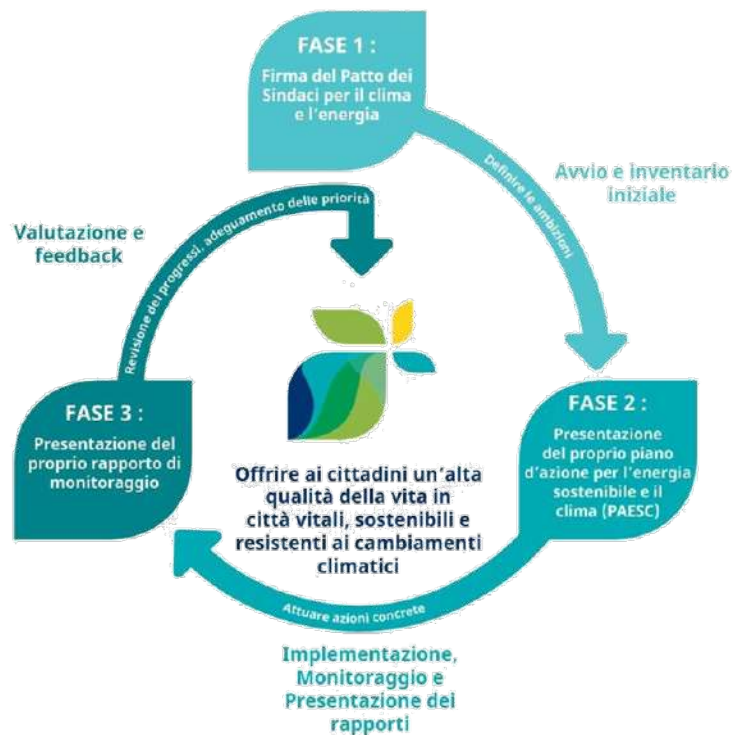 FASE 1 :
Firma del Patto dei
Sindaci per il clima
e l'energia
Definire le ambizioni
Avvio e inventario
iniziale
FASE 2 :
Presentazione
del proprio piano
d'azione per l'energia
sostenibile e il
clima (PAESC)
Attuare azioni concrete
Implementazione,
Monitoraggio e
Presentazione dei
rapporti
FASE 3 :
Presentazione del
proprio rapporto di
monitoraggio
Revisione dei progressi, adeguamento delle priorità
Valutazione e
feedback
Offrire ai cittadini un'alta
qualità della vita in
città vitali, sostenibili e
resistenti ai cambiamenti
climatici